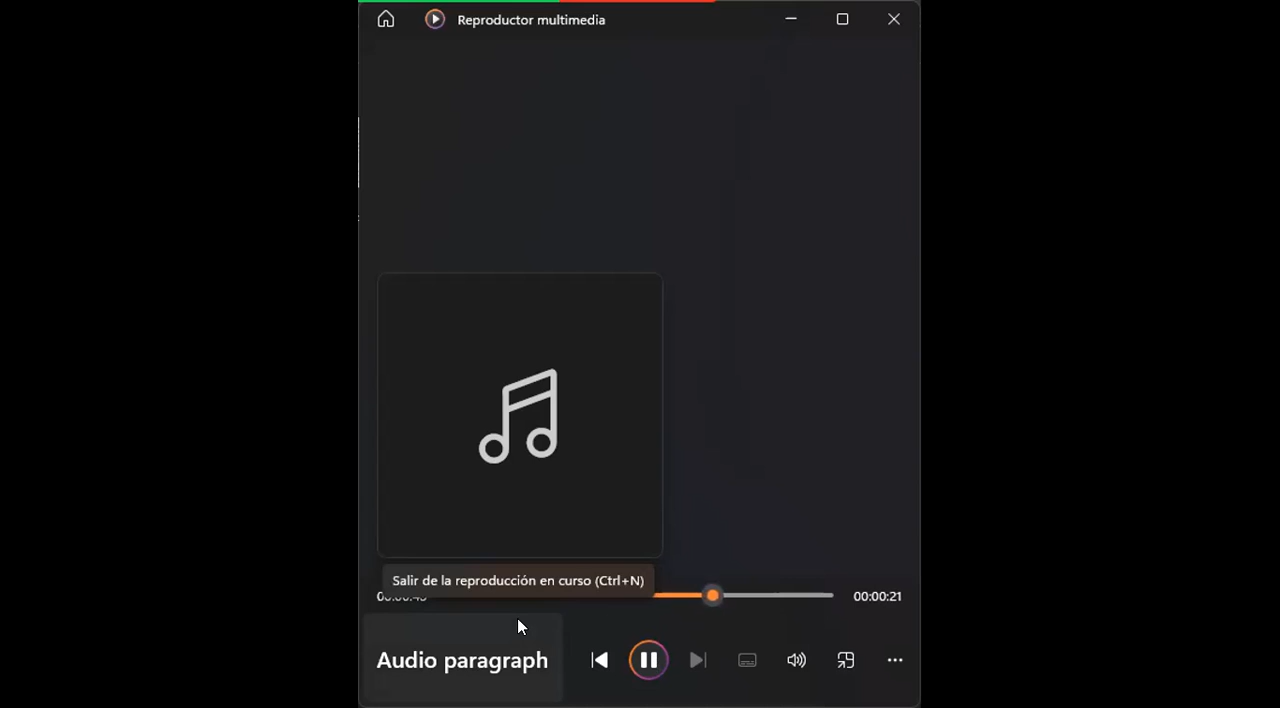 Reproductor multimedia
Salir de la reproducción en curso (Ctrl+N)
00:00:21
Audio paragraph